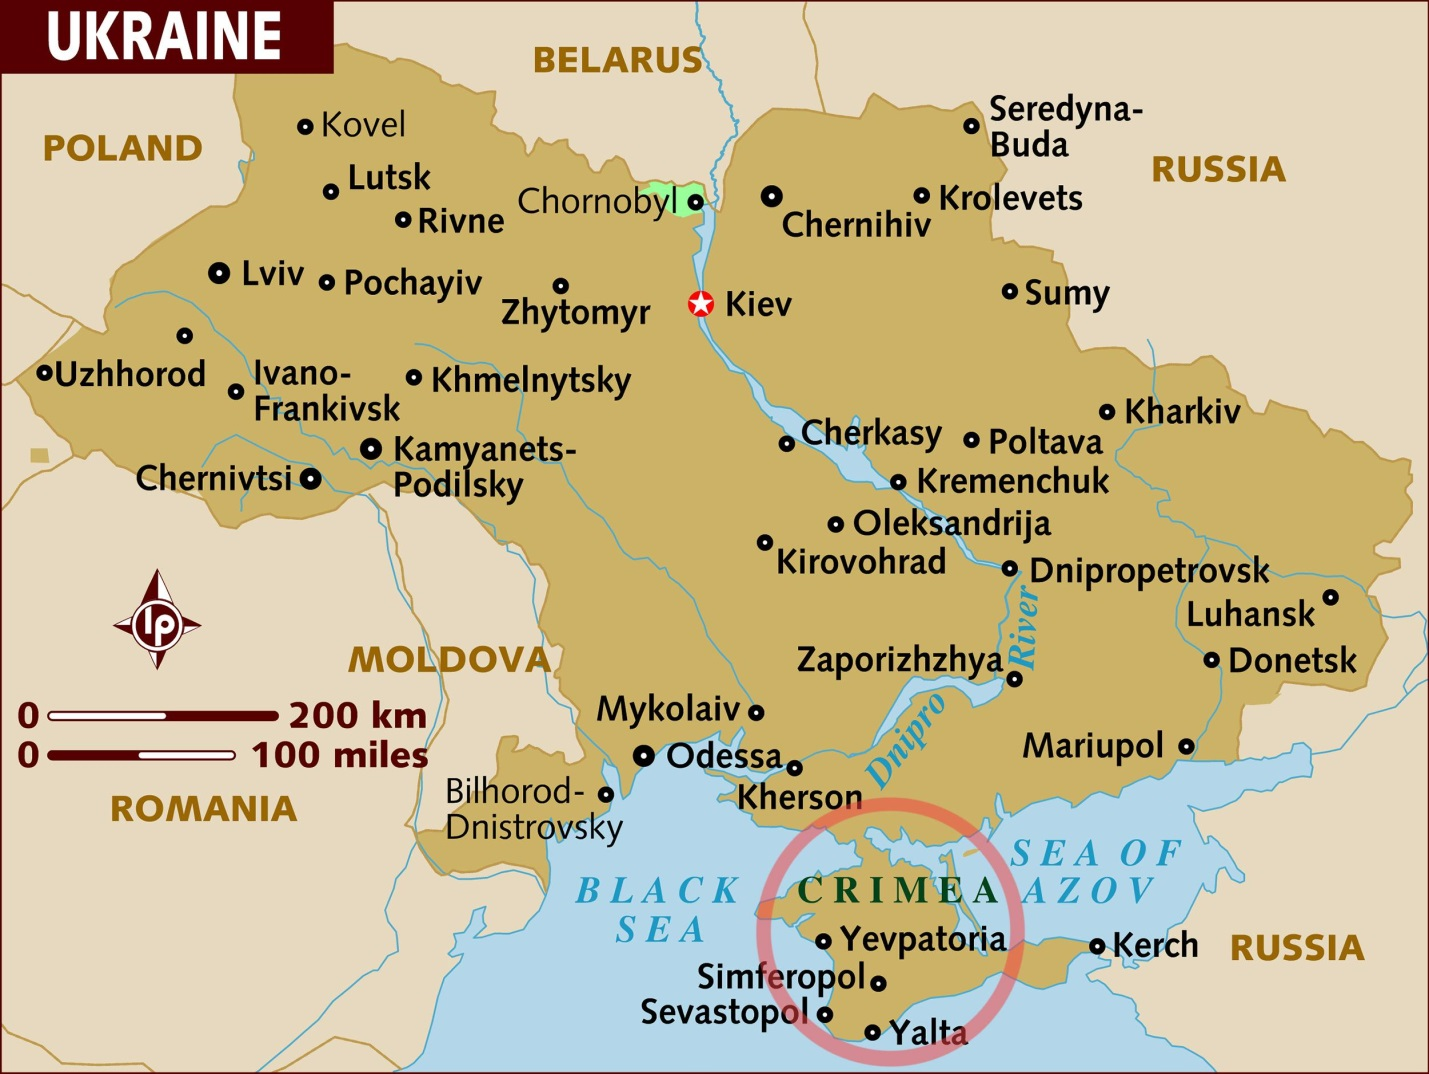 UKRAINE
BELARUS
POLAND
RUSSIA
Kovel
Seredyna-
Buda
Lutsk
Rivne
Chornobyl
Krolevets
Chernihiv
Lviv
Pochayiv
Zhytomyr
Kiev
Sumy
Uzhhorod
Ivano-
Frankivsk
Khmelnytsky
Kharkiv
Cherkasy
Poltava
Kamyanets-
Podilsky
Chernivtsi
Kremenchuk
Oleksandrija
Kirovohrad
Dnipropetrovsk
Luhansk
lp
MOLDOVA
Zaporizhzhya
Dnipro River
Donetsk
0 200 km
0 100 miles
Mykolaiv
Odessa
Mariupol
Kherson
Bilhorod-
Dnistrovsky
ROMANIA
BLACK
SEA
CRIMEA
SEA OF
AZOV
Yevpatoria
Kerch
RUSSIA
Simferopol
Sevastopol
Yalta